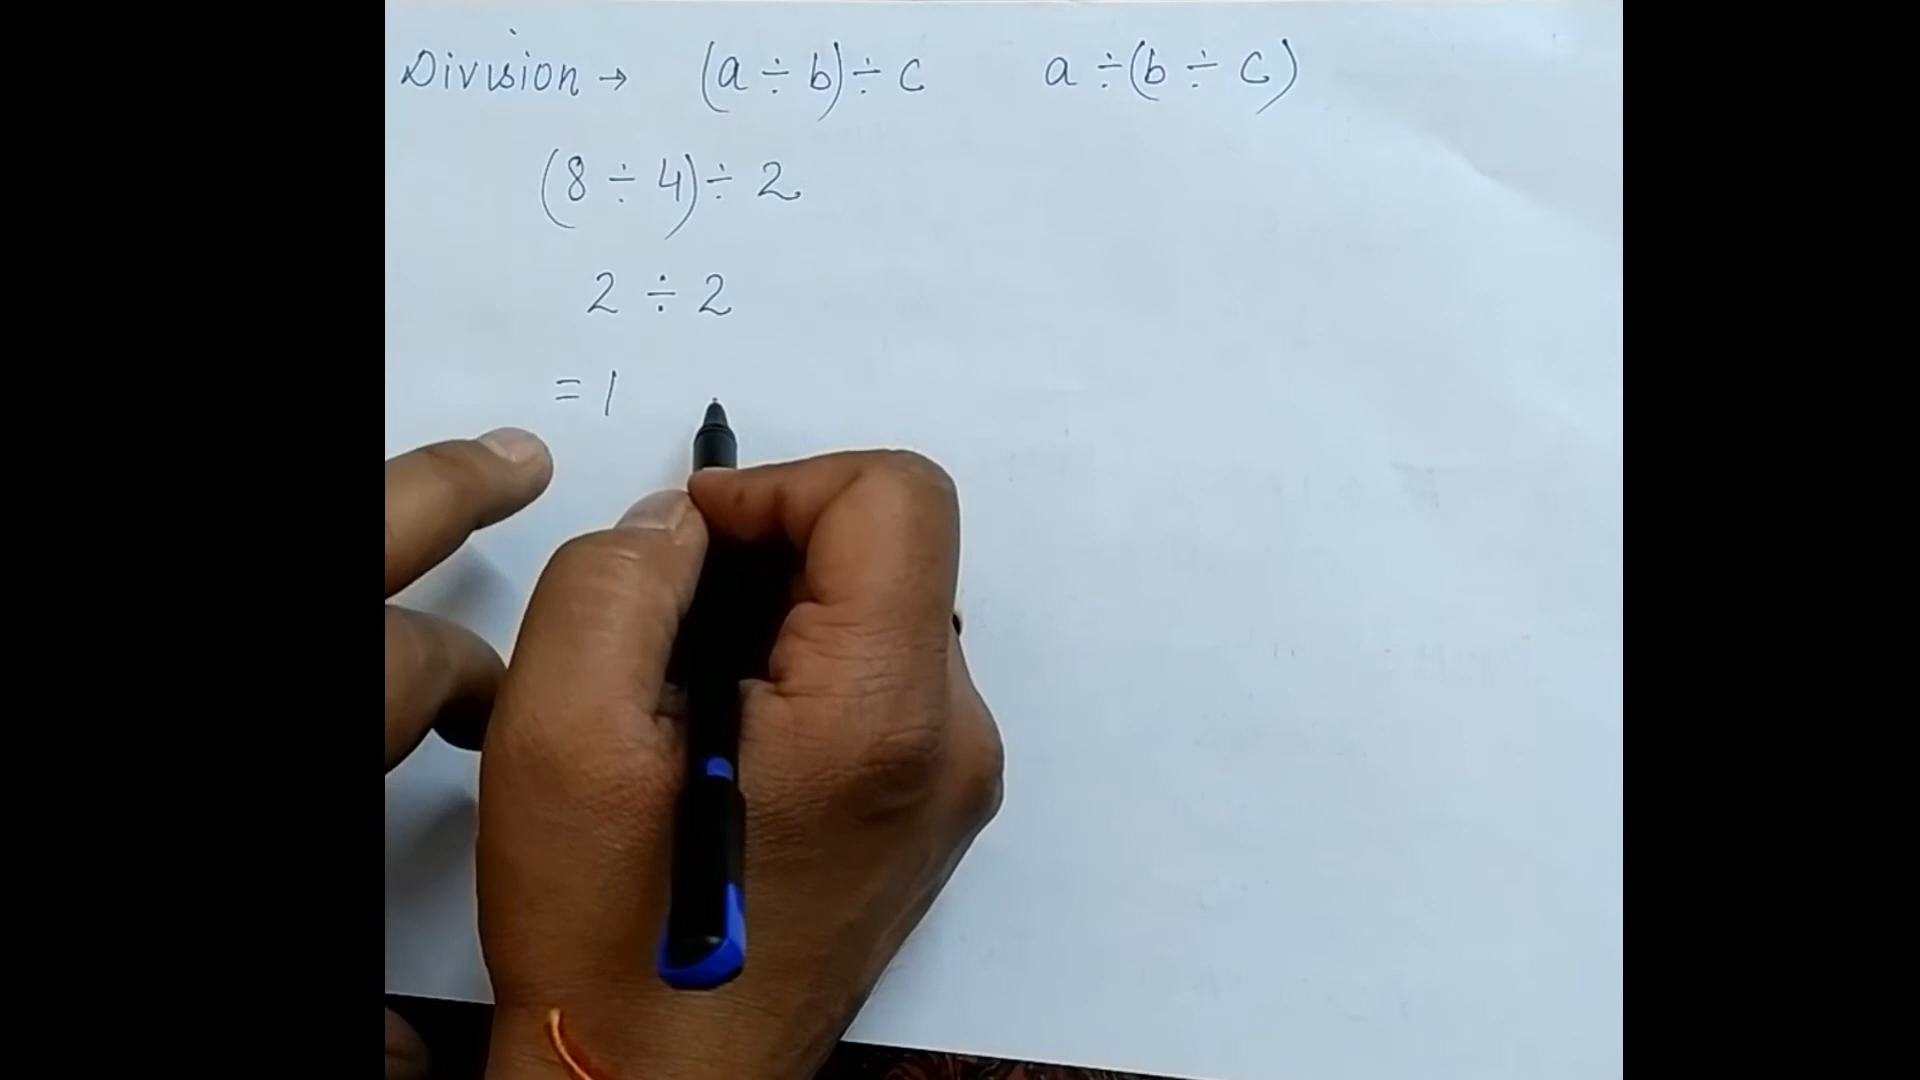 Division → (a ÷ b) ÷ c a ÷ (b ÷ c)
(8 ÷ 4) ÷ 2
2 ÷ 2
= 1